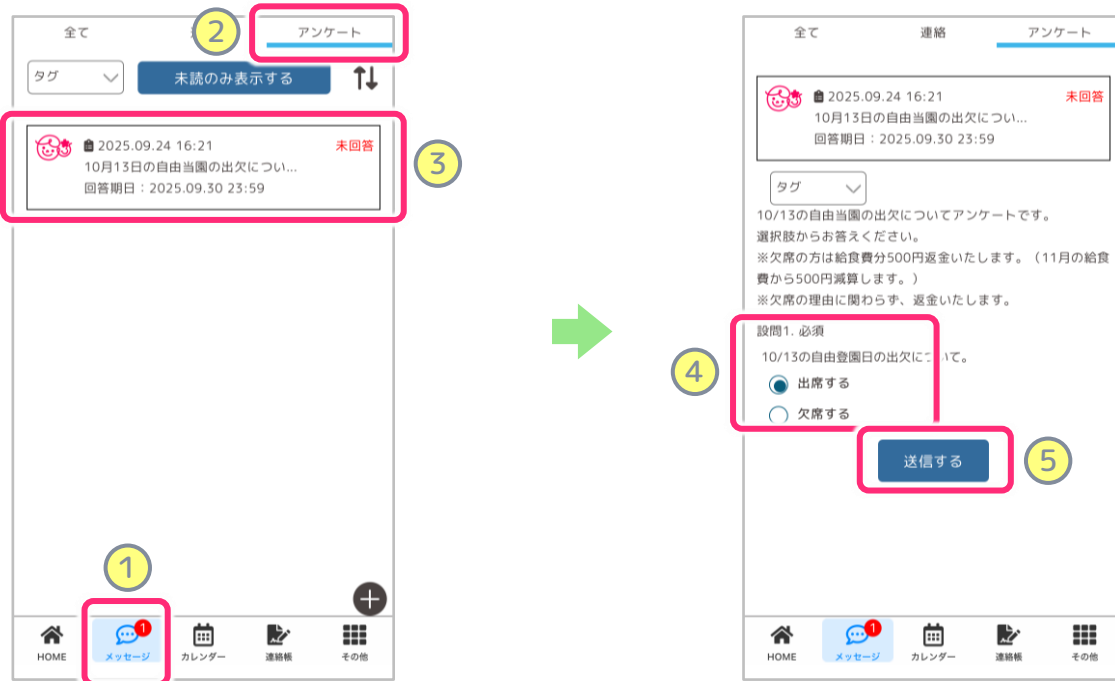 全て
②
アンケート
タグ
未読のみ表示する
2025.09.24 16:21
未回答
10月13日の自由当園の出欠につい...
回答期日：2025.09.30 23:59
③
①
1
HOME
メッセージ
カレンダー
連絡帳
その他
全て
連絡
アンケート
2025.09.24 16:21
未回答
10月13日の自由当園の出欠につい...
回答期日：2025.09.30 23:59
タグ
10/13の自由当園の出欠についてアンケートです。
選択肢からお答えください。
※欠席の方は給食費分500円返金いたします。（11月の給食
費から500円減算します。）
※欠席の理由に関わらず、返金いたします。
設問1. 必須
10/13の自由登園日の出欠について。
④
出席する
欠席する
送信する
⑤
1
HOME
メッセージ
カレンダー
連絡帳
その他